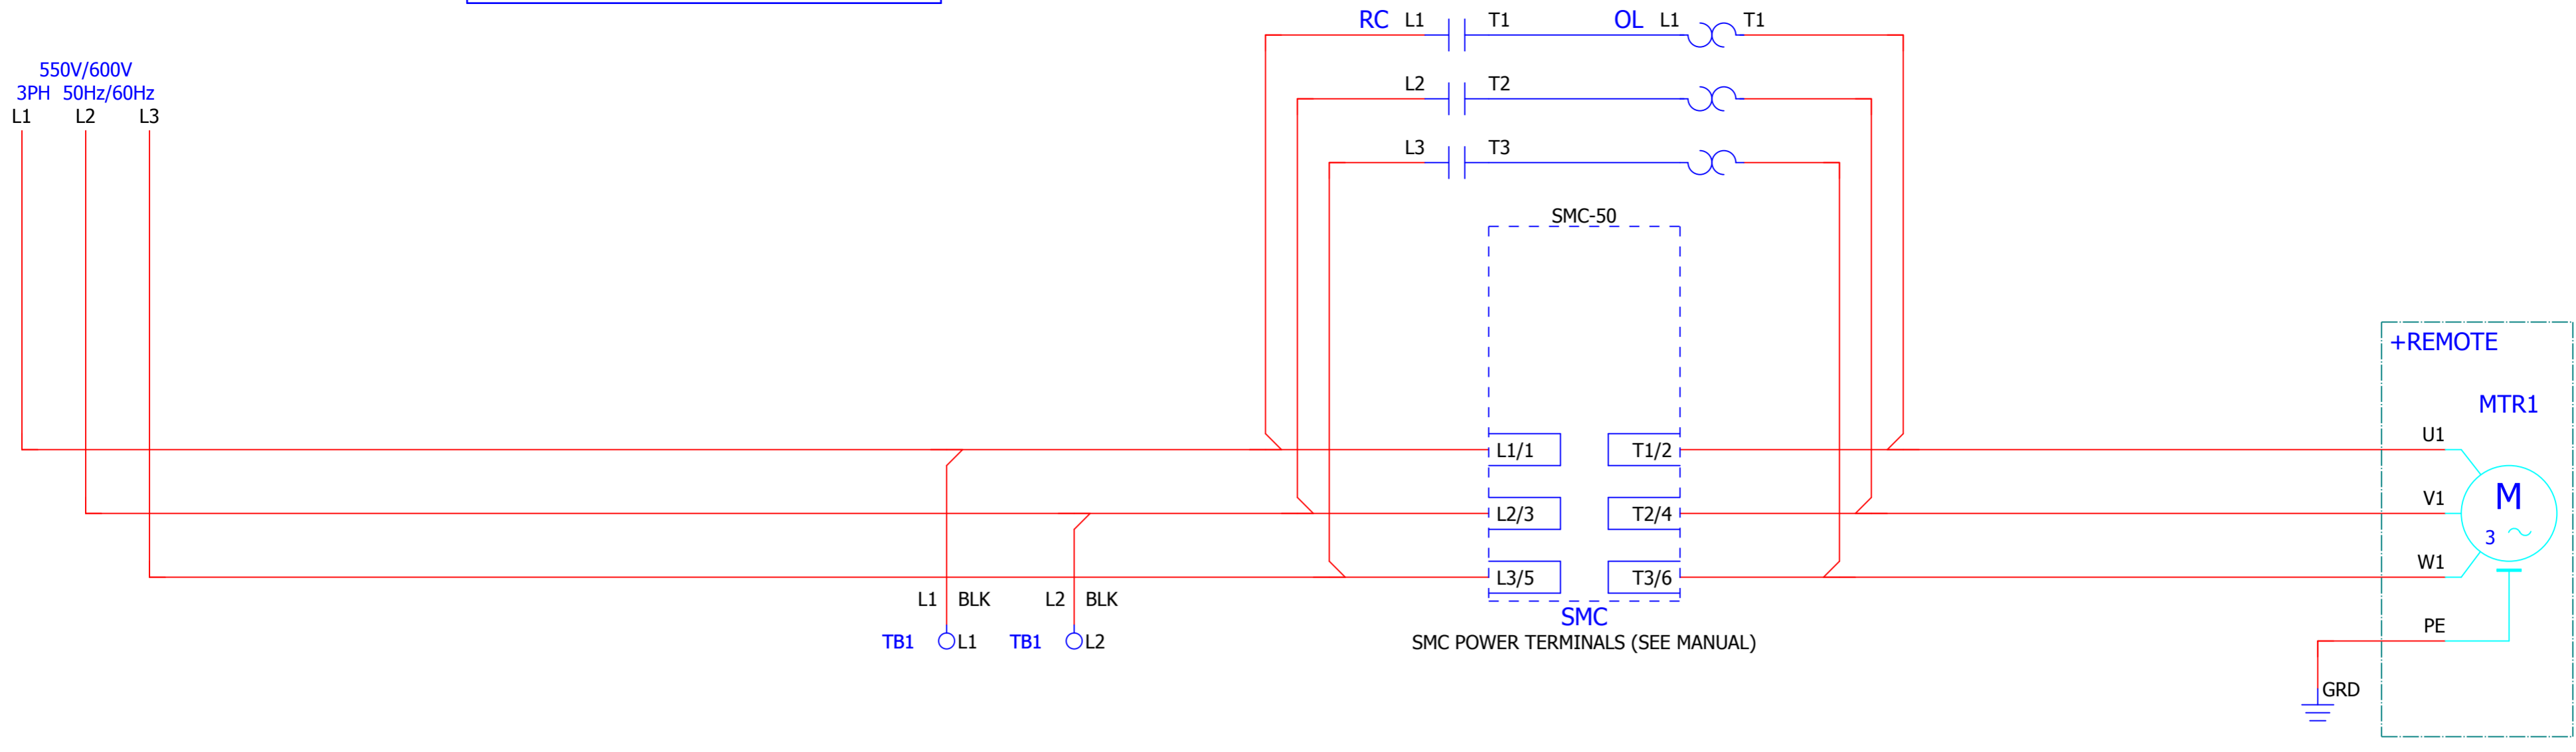 RC L1 T1 OL L1 T1
550V/600V
3PH 50Hz/60Hz
L1 L2 L3
L2 T2
L3 T3
SMC-50
+REMOTE
MTR1
U1
L1/1 T1/2
V1
M
3
L2/3 T2/4
W1
L3/5 T3/6
L1 BLK L2 BLK
SMC
PE
TB1 L1 TB1 L2
SMC POWER TERMINALS (SEE MANUAL)
GRD